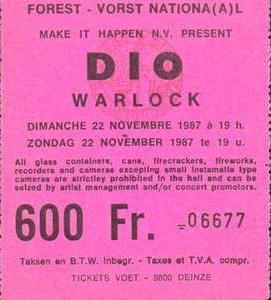 FOREST - VORST NATIONA(A)L
MAKE IT HAPPEN N.V. PRESENT
DIO
WARLOCK
DIMANCHE 22 NOVEMBRE 1987 à 19 h.
ZONDAG 22 NOVEMBER 1987 te 19 u.
All glass containers, cans, firecrackers, fireworks,
recorders and cameras excepting small instamatic type
cameras are strictley prohibited in the hall and can be
seized by artist management and/or concert promotors.
600 Fr. =06677
Taksen en B.T.W. inbegr. - Taxes et T.V.A. compr.
TICKETS VOET - 9800 DEINZE